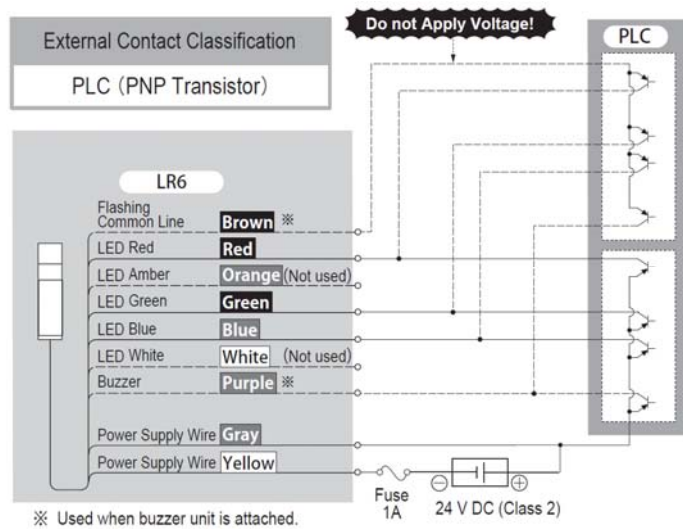 Do not Apply Voltage!
External Contact Classification
PLC (PNP Transistor)
PLC
LR6
Flashing
Common Line Brown ※
LED Red Red
LED Amber Orange (Not used)
LED Green Green
LED Blue Blue
LED White White (Not used)
Buzzer Purple ※
Power Supply Wire Gray
Power Supply Wire Yellow
Fuse
1A
⊖ ⊕
24 V DC (Class 2)
※ Used when buzzer unit is attached.